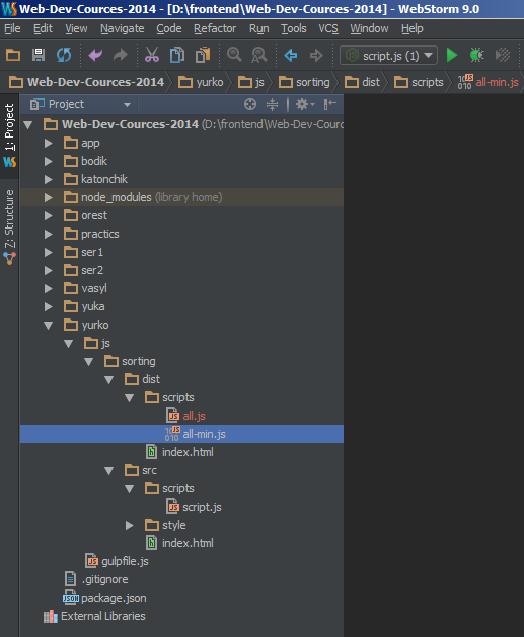 Web-Dev-Cources-2014 - [D:\frontend\Web-Dev-Cources-2014] - WebStorm 9.0
File Edit View Navigate Code Refactor Run Tools VCS Window Help
script.js (1)
Web-Dev-Cources-2014 yurko js sorting dist scripts all-min.js
1: Project
Z: Structure
Project
Web-Dev-Cources-2014 (D:\frontend\Web-Dev-Courc
app
bodik
katonchik
node_modules (library home)
orest
practics
ser1
ser2
vasyl
yuka
yurko
js
sorting
dist
scripts
all.js
all-min.js
index.html
src
scripts
script.js
style
index.html
gulpfile.js
.gitignore
package.json
External Libraries